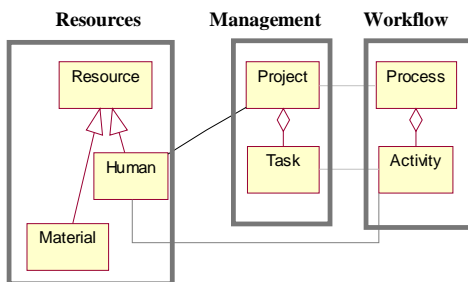 Resources
Management
Workflow
Resource
Project
Process
Human
Task
Activity
Material